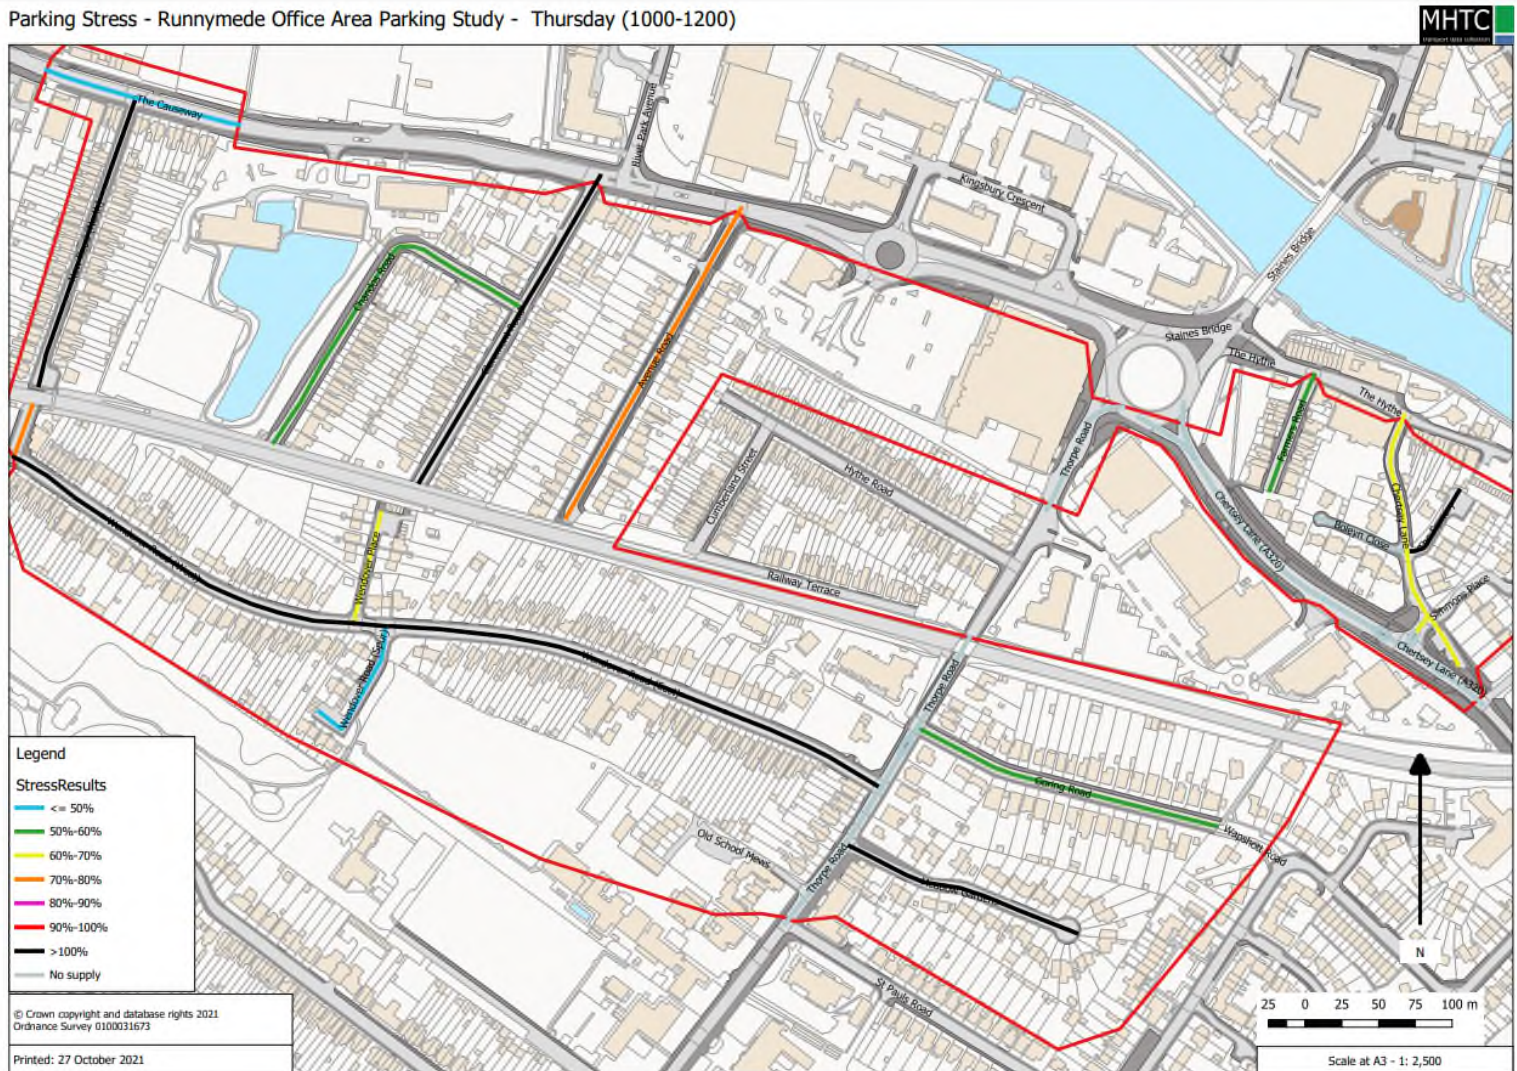 Parking Stress - Runnymede Office Area Parking Study - Thursday (1000-1200)
MHTC
The Causeway
River Park Avenue
Kingsbury Crescent
Staines Bridge
Staines Bridge
The Hythe
The Hythe
Chandos Road
Avenue Road
Farmers Road
Thorpe Road
Cumberland Street
Hythe Road
Chertsey Lane (A320)
Chertsey Lane
Boleyn Close
Wendover Place
Railway Terrace
Simmons Place
Wendover Road (Spur)
Thorpe Road
Chertsey Lane (A320)
Goring Road
Wapshott Road
Old School Mews
Thorpe Road
St Pauls Road
Legend
StressResults
<= 50%
50%-60%
60%-70%
70%-80%
80%-90%
90%-100%
>100%
No supply
N
25 0 25 50 75 100 m
© Crown copyright and database rights 2021
Ordnance Survey 0100031673
Printed: 27 October 2021
Scale at A3 - 1: 2,500